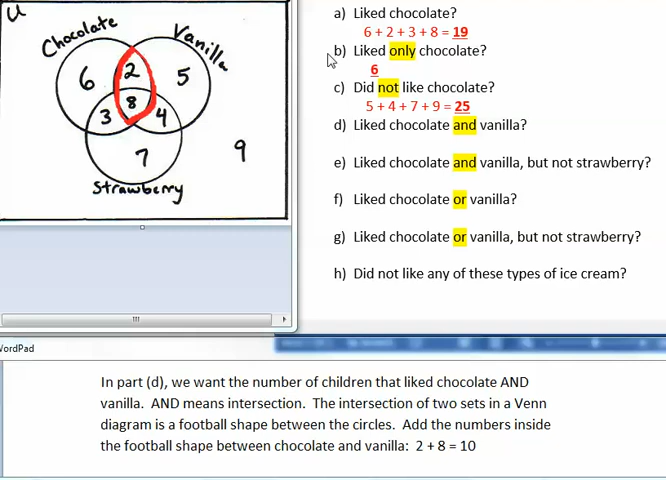 u
Chocolate
Vanilla
6 2 5
8
3 4
7 9
Strawberry
a) Liked chocolate?
6 + 2 + 3 + 8 = 19
b) Liked only chocolate?
6
c) Did not like chocolate?
5 + 4 + 7 + 9 = 25
d) Liked chocolate and vanilla?
e) Liked chocolate and vanilla, but not strawberry?
f) Liked chocolate or vanilla?
g) Liked chocolate or vanilla, but not strawberry?
h) Did not like any of these types of ice cream?
WordPad
In part (d), we want the number of children that liked chocolate AND
vanilla. AND means intersection. The intersection of two sets in a Venn
diagram is a football shape between the circles. Add the numbers inside
the football shape between chocolate and vanilla: 2 + 8 = 10